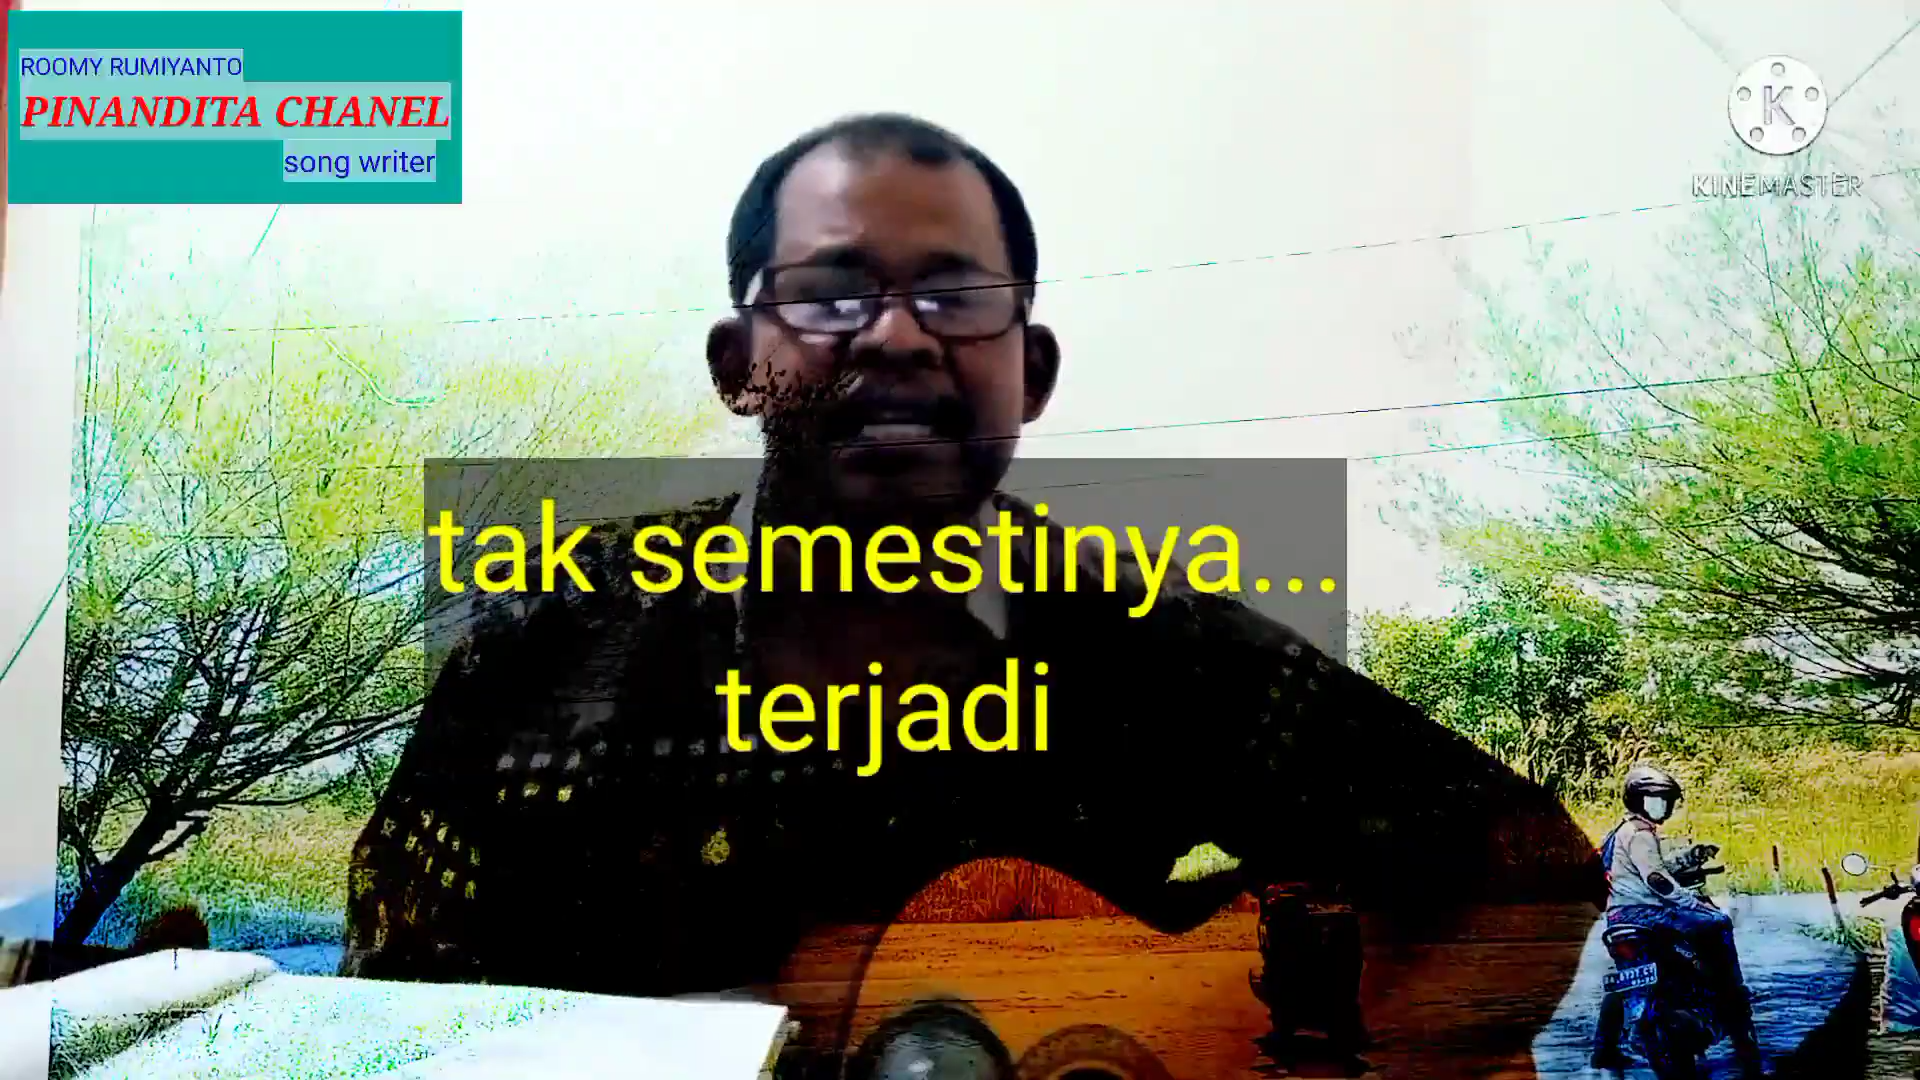 ROOMY RUMIYANTO
PINANDITA CHANEL
song writer
KINEMASTER
tak semestinya...
terjadi